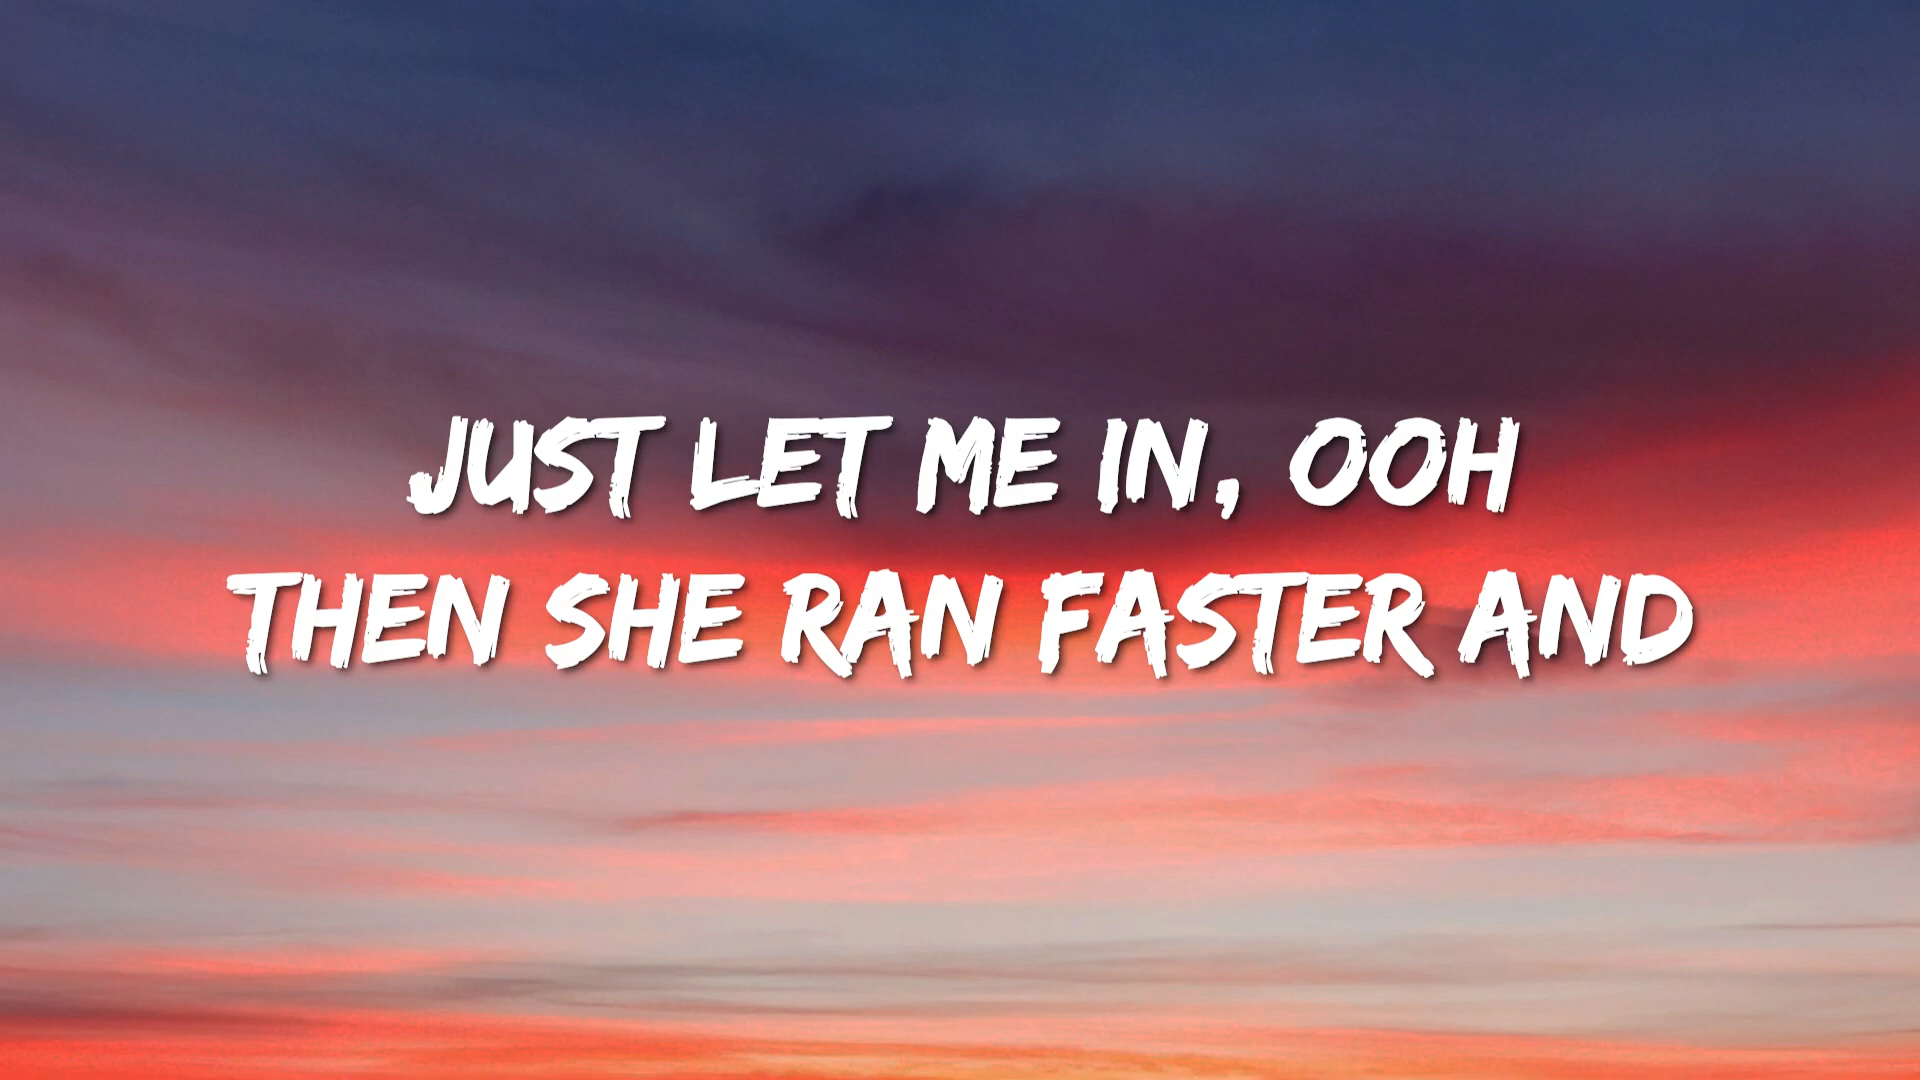 JUST LET ME IN, OOH
THEN SHE RAN FASTER AND